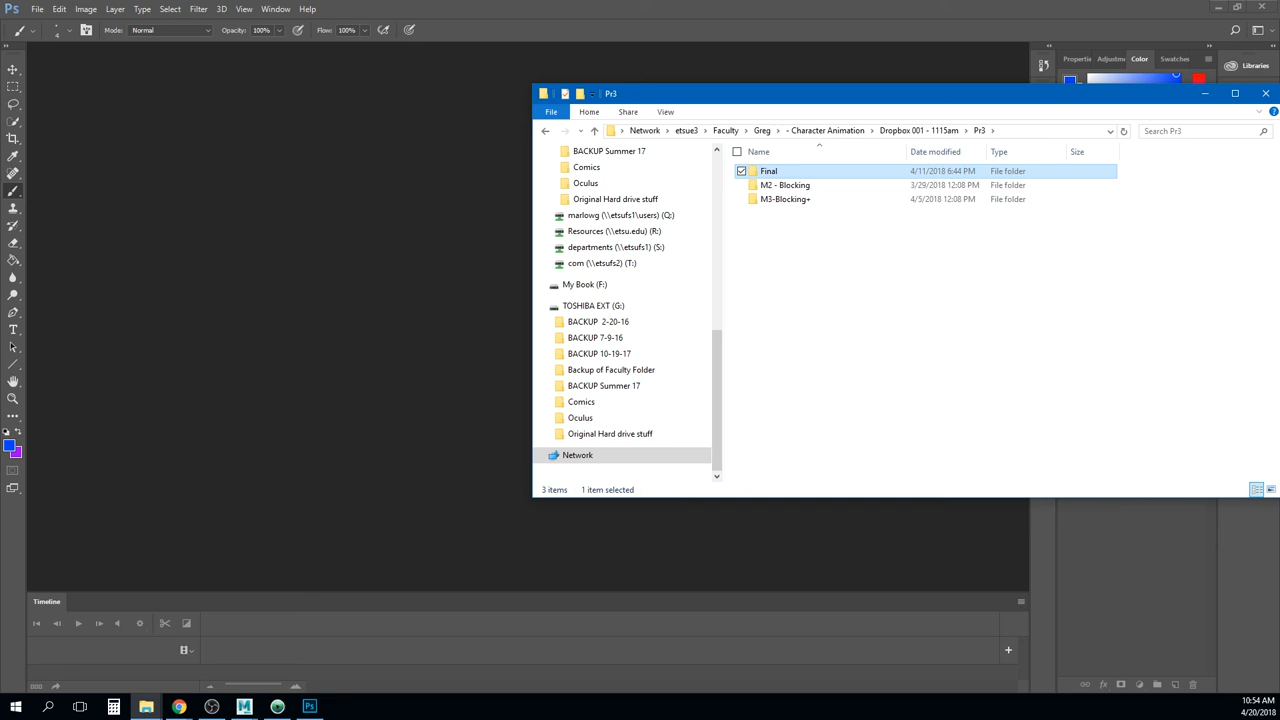 Ps File Edit Image Layer Type Select Filter 3D View Window Help
4 Mode: Normal Opacity: 100% Flow: 100%
Properti Adjustm Color Swatches
Libraries
Pr3
File Home Share View
Network etsue3 Faculty Greg - Character Animation Dropbox 001 - 1115am Pr3
Search Pr3
Name Date modified Type Size
Final 4/11/2018 6:44 PM File folder
M2 - Blocking 3/29/2018 12:08 PM File folder
M3-Blocking+ 4/5/2018 12:08 PM File folder
BACKUP Summer 17
Comics
Oculus
Original Hard drive stuff
marlowg (\\etsufs1\users) (Q:)
Resources (\\etsu.edu) (R:)
departments (\\etsufs1) (S:)
com (\\etsufs2) (T:)
My Book (F:)
TOSHIBA EXT (G:)
BACKUP 2-20-16
BACKUP 7-9-16
BACKUP 10-19-17
Backup of Faculty Folder
BACKUP Summer 17
Comics
Oculus
Original Hard drive stuff
Network
3 items 1 item selected
Timeline
fx
Ps
10:54 AM
4/20/2018